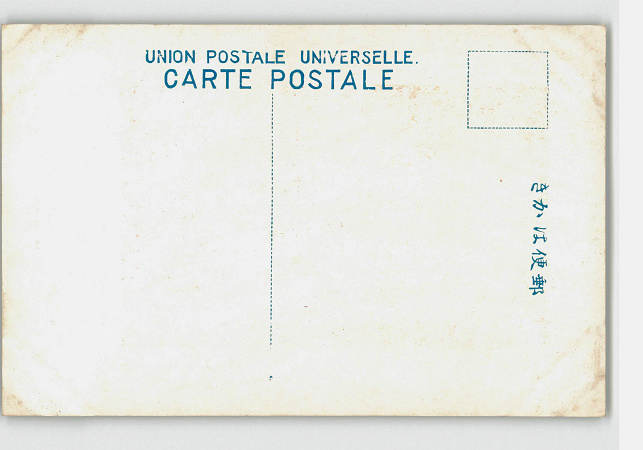 UNION POSTALE UNIVERSELLE.
CARTE POSTALE
郵便はかき